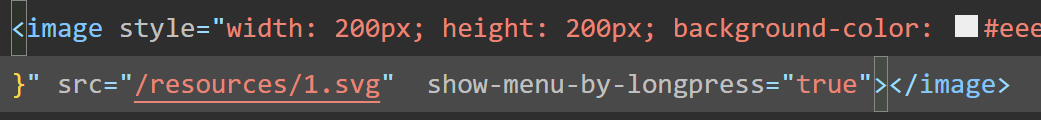 <image style="width: 200px; height: 200px; background-color: #eee
}" src="/resources/1.svg"  show-menu-by-longpress="true"></image>